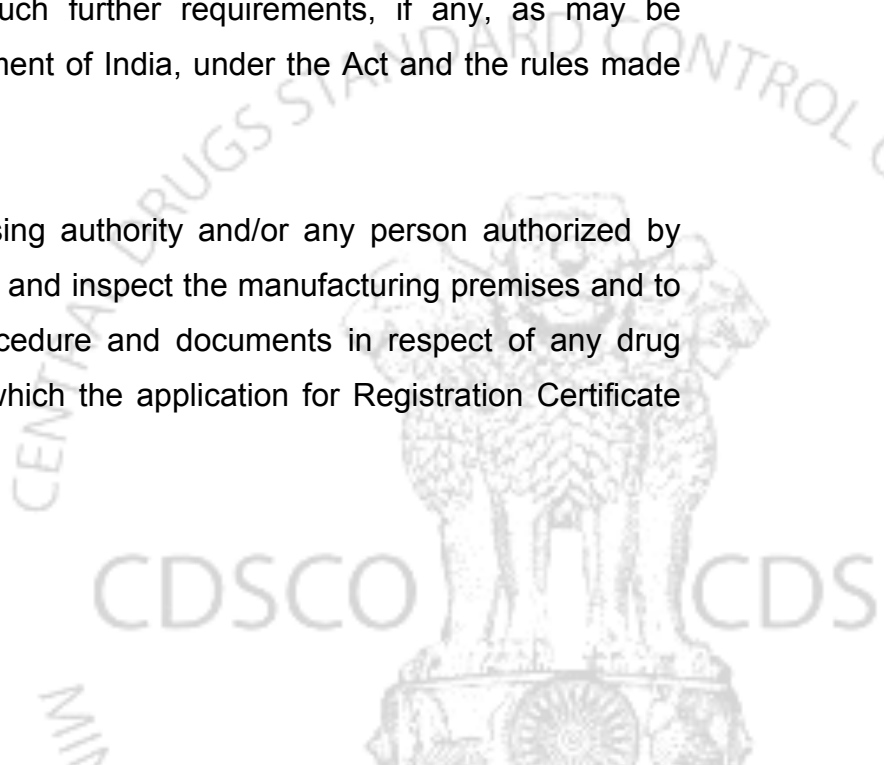 uch further requirements, if any, as may be
ment of India, under the Act and the rules made
sing authority and/or any person authorized by
and inspect the manufacturing premises and to
cedure and documents in respect of any drug
which the application for Registration Certificate
CENTRAL DRUGS STANDARD CONTROL
CDSCO CDS
MIN